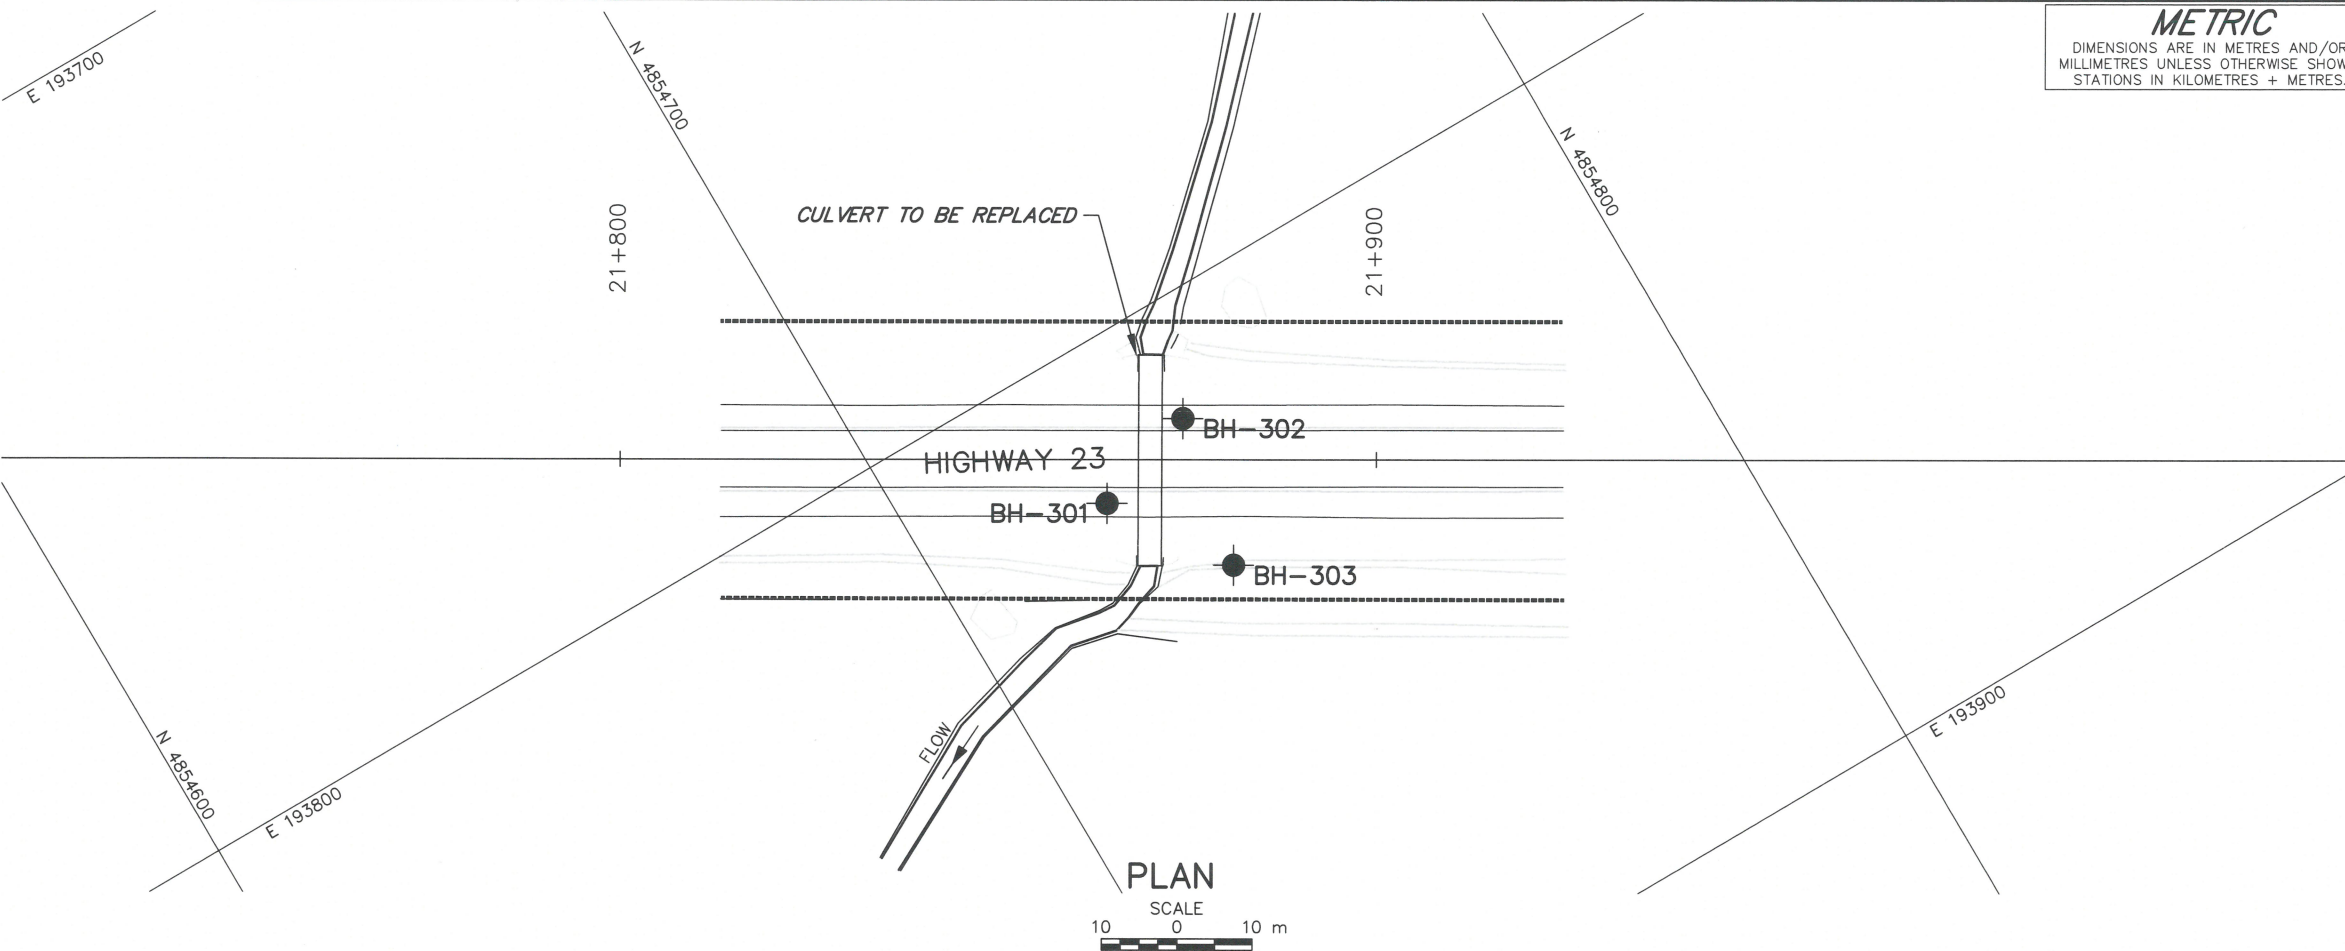 METRIC
DIMENSIONS ARE IN METRES AND/OR
MILLIMETRES UNLESS OTHERWISE SHOW
STATIONS IN KILOMETRES + METRES.
E 193700
N 4854700
N 4854800
CULVERT TO BE REPLACED
21+800
21+900
BH-302
HIGHWAY 23
BH-301
BH-303
FLOW
N 4854600
E 193800
E 193900
PLAN
SCALE
10 0 10 m